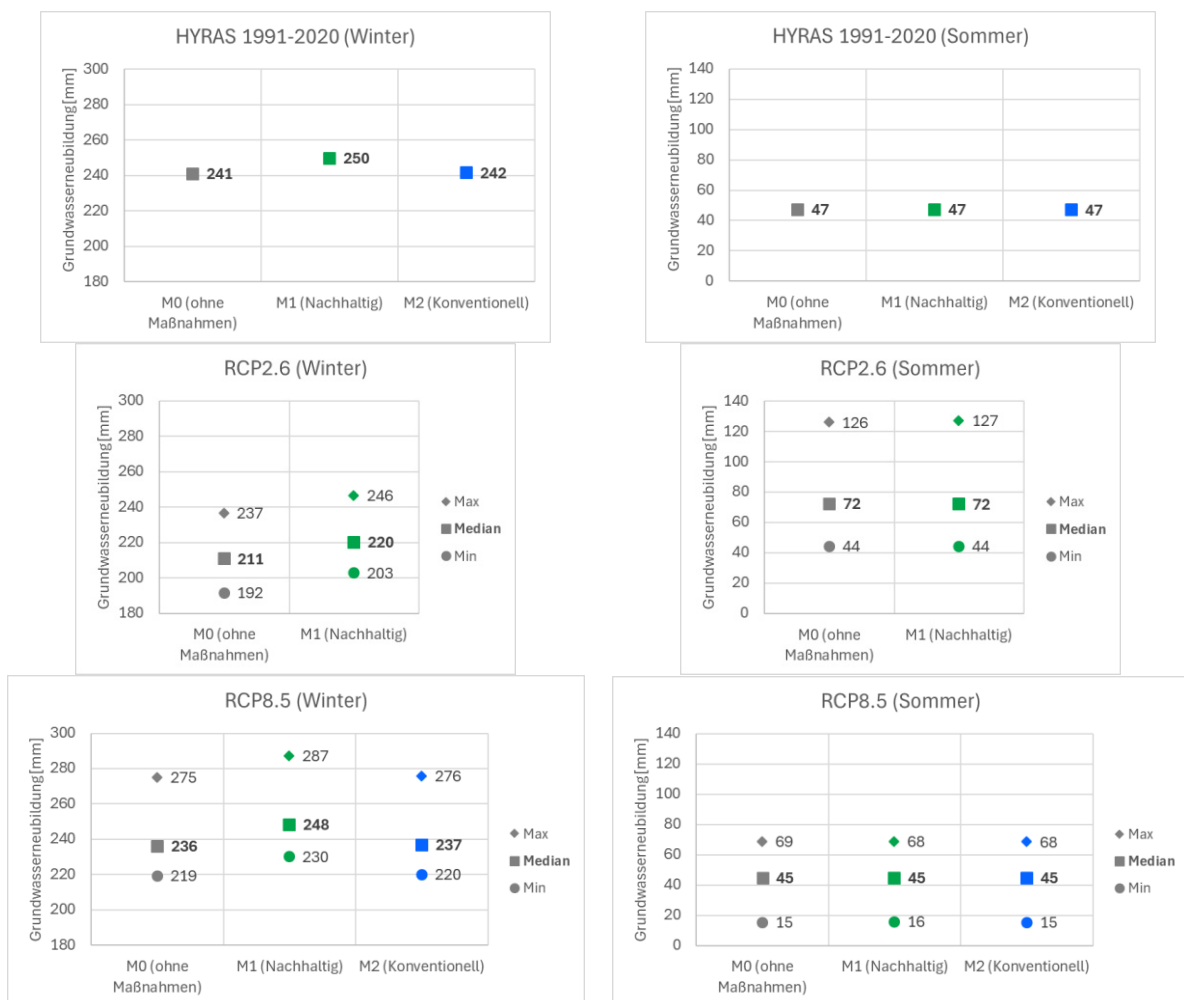 HYRAS 1991-2020 (Winter)
Grundwasserneubildung[mm]
300
280
260
240
220
200
180
241
250
242
M0 (ohne
Maßnahmen)
M1 (Nachhaltig)
M2 (Konventionell)
HYRAS 1991-2020 (Sommer)
Grundwasserneubildung[mm]
140
120
100
80
60
40
20
0
47
47
47
M0 (ohne
Maßnahmen)
M1 (Nachhaltig)
M2 (Konventionell)
RCP2.6 (Winter)
Grundwasserneubildung[mm]
300
280
260
240
220
200
180
237
211
192
246
220
203
M0 (ohne
Maßnahmen)
M1 (Nachhaltig)
Max
Median
Min
RCP2.6 (Sommer)
Grundwasserneubildung[mm]
140
120
100
80
60
40
20
0
126
72
44
127
72
44
M0 (ohne
Maßnahmen)
M1 (Nachhaltig)
Max
Median
Min
RCP8.5 (Winter)
Grundwasserneubildung[mm]
300
280
260
240
220
200
180
275
236
219
287
248
230
276
237
220
M0 (ohne
Maßnahmen)
M1 (Nachhaltig)
M2 (Konventionell)
Max
Median
Min
RCP8.5 (Sommer)
Grundwasserneubildung[mm]
140
120
100
80
60
40
20
0
69
45
15
68
45
16
68
45
15
M0 (ohne
Maßnahmen)
M1 (Nachhaltig)
M2 (Konventionell)
Max
Median
Min